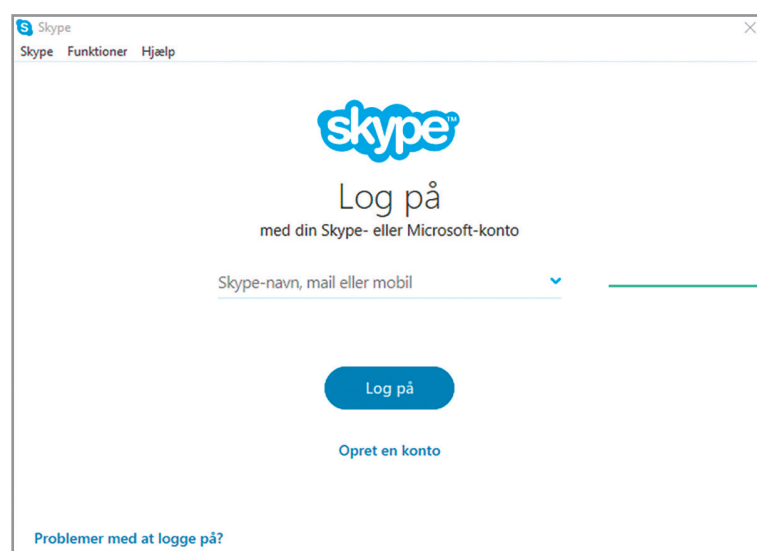 Skype
Skype Funktioner Hjælp
skype™
Log på
med din Skype- eller Microsoft-konto
Skype-navn, mail eller mobil
Log på
Opret en konto
Problemer med at logge på?